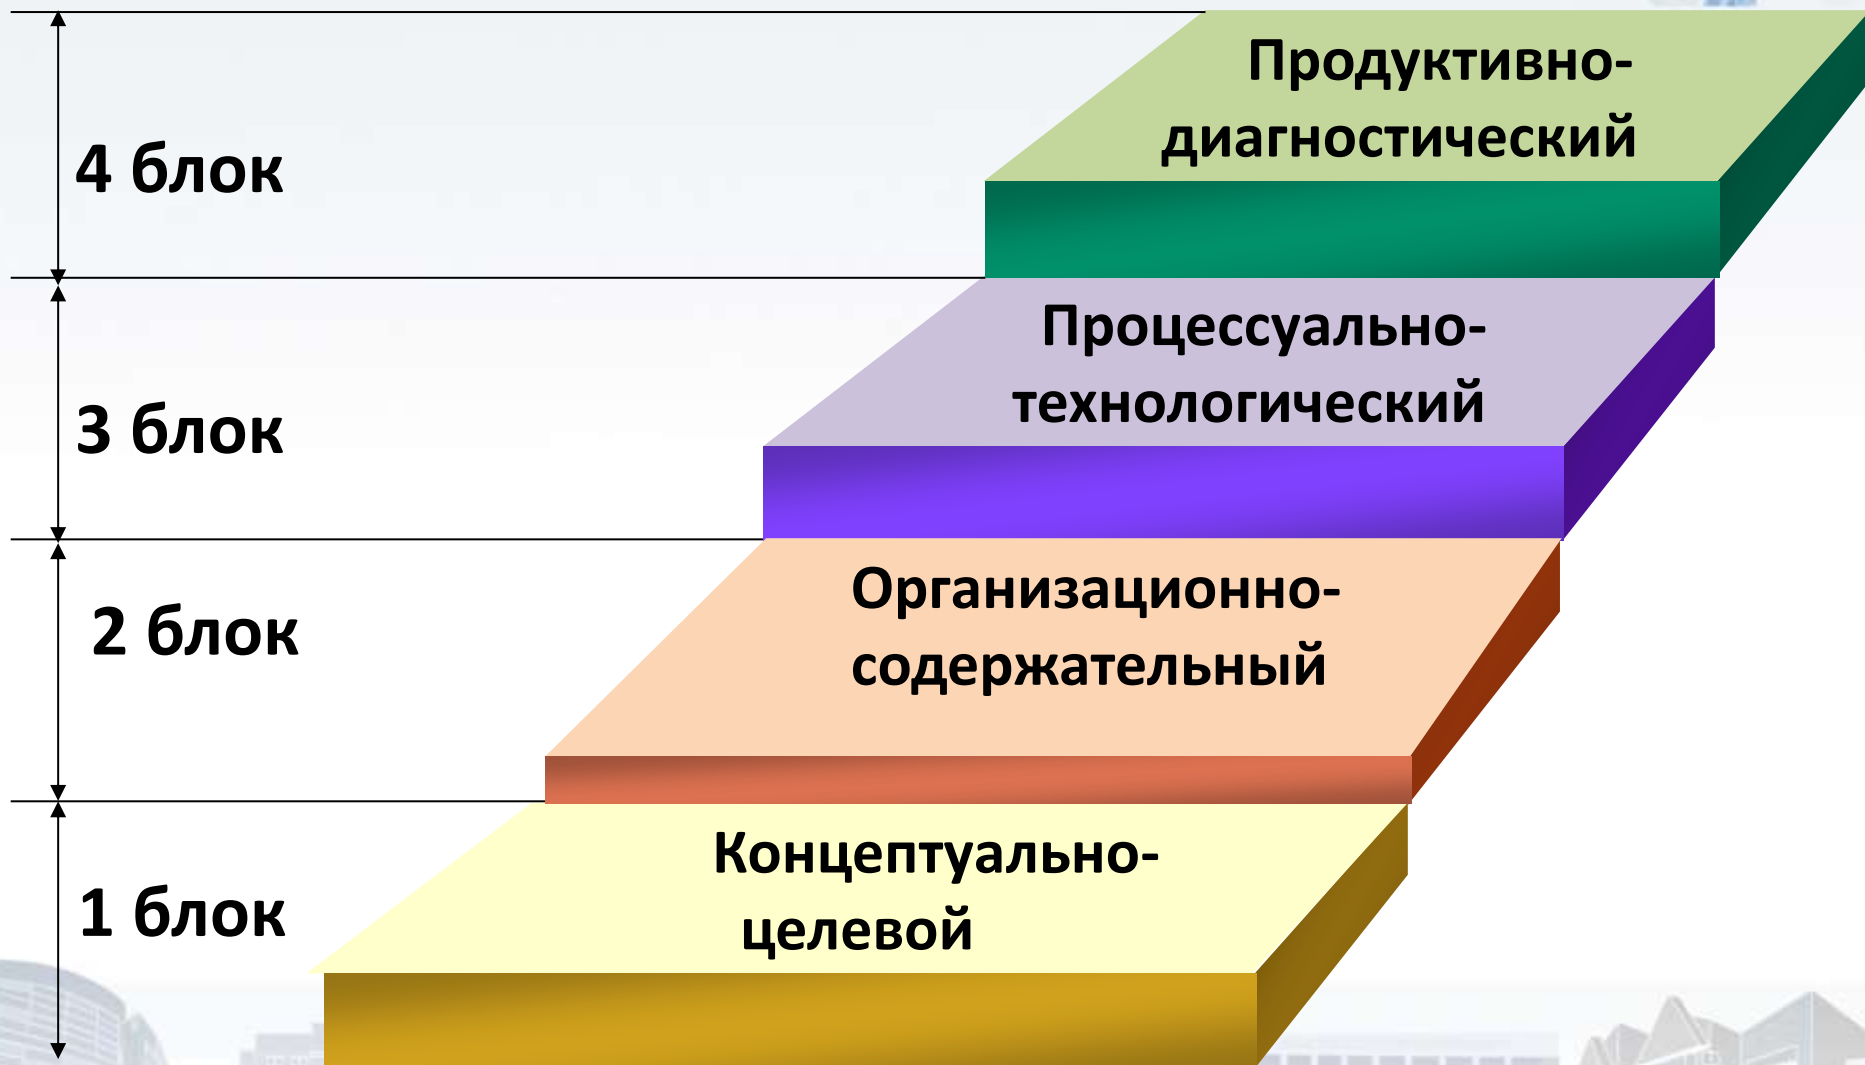 4 блок
Продуктивно-
диагностический
3 блок
Процессуально-
технологический
2 блок
Организационно-
содержательный
1 блок
Концептуально-
целевой